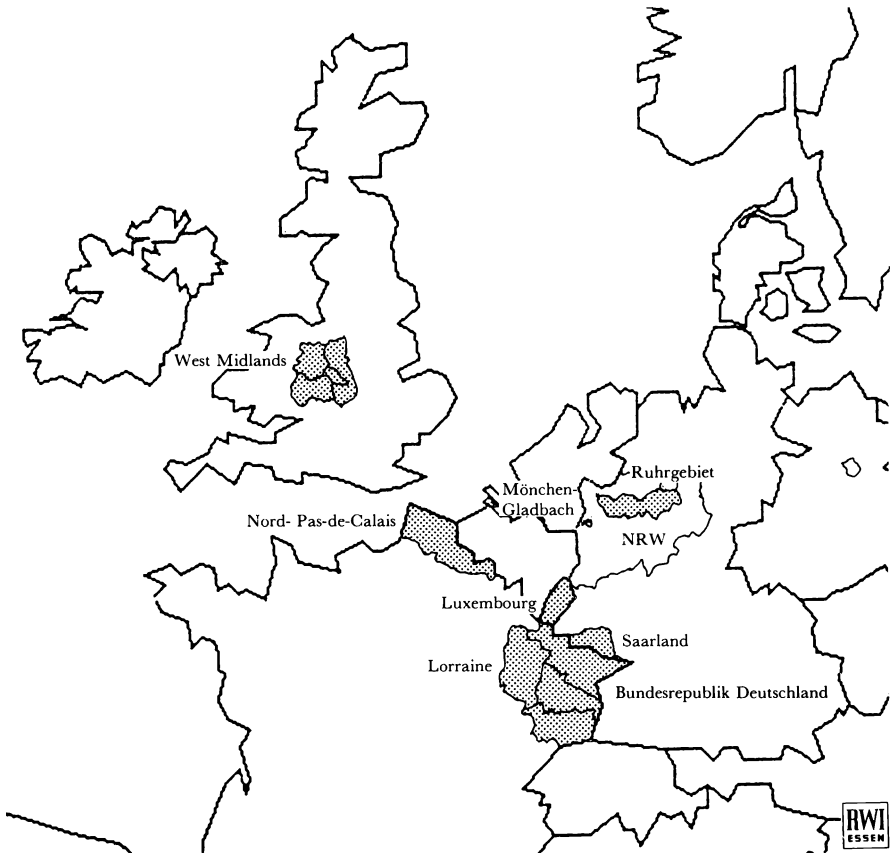 West Midlands
Ruhrgebiet
Mönchen-
Gladbach
Nord- Pas-de-Calais
NRW
Luxembourg
Saarland
Lorraine
Bundesrepublik Deutschland
RWI
ESSEN